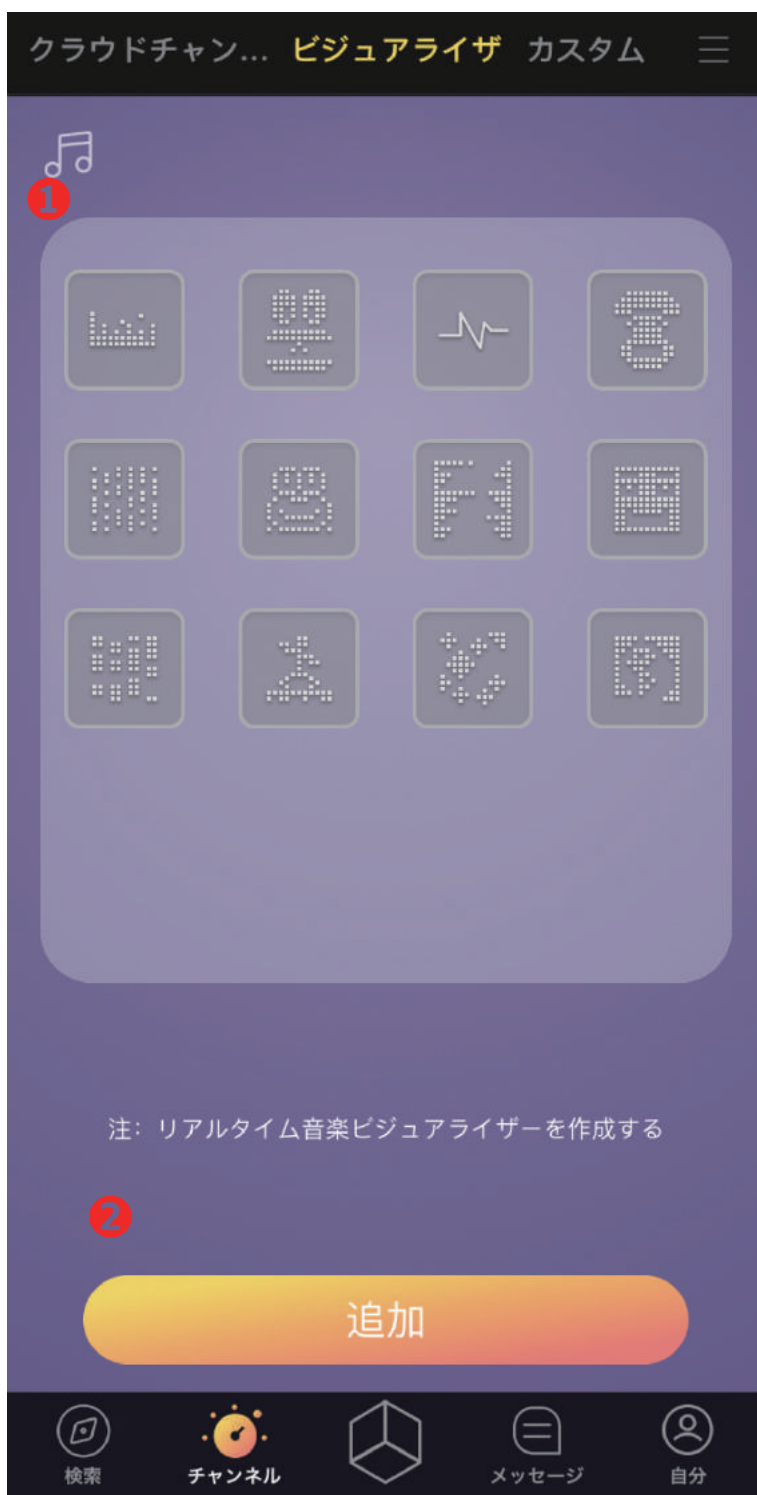 クラウドチャン... ビジュアライザ カスタム
❶
注: リアルタイム音楽ビジュアライザーを作成する
❷
追加
検索 チャンネル メッセージ 自分